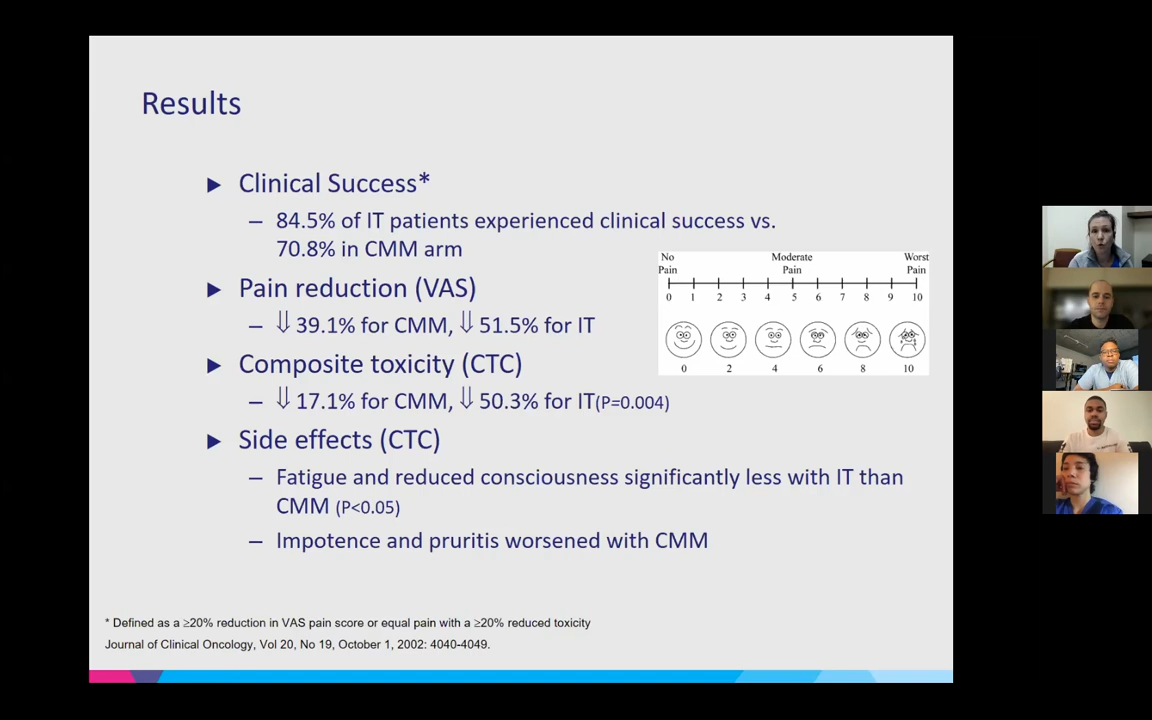 Results
▶ Clinical Success*
– 84.5% of IT patients experienced clinical success vs.
70.8% in CMM arm
▶ Pain reduction (VAS)
– ⇓ 39.1% for CMM, ⇓ 51.5% for IT
▶ Composite toxicity (CTC)
– ⇓ 17.1% for CMM, ⇓ 50.3% for IT(P=0.004)
▶ Side effects (CTC)
– Fatigue and reduced consciousness significantly less with IT than
CMM (P<0.05)
– Impotence and pruritis worsened with CMM
No Moderate Worst
Pain Pain Pain
0 1 2 3 4 5 6 7 8 9 10
0 2 4 6 8 10
* Defined as a ≥20% reduction in VAS pain score or equal pain with a ≥20% reduced toxicity
Journal of Clinical Oncology, Vol 20, No 19, October 1, 2002: 4040-4049.